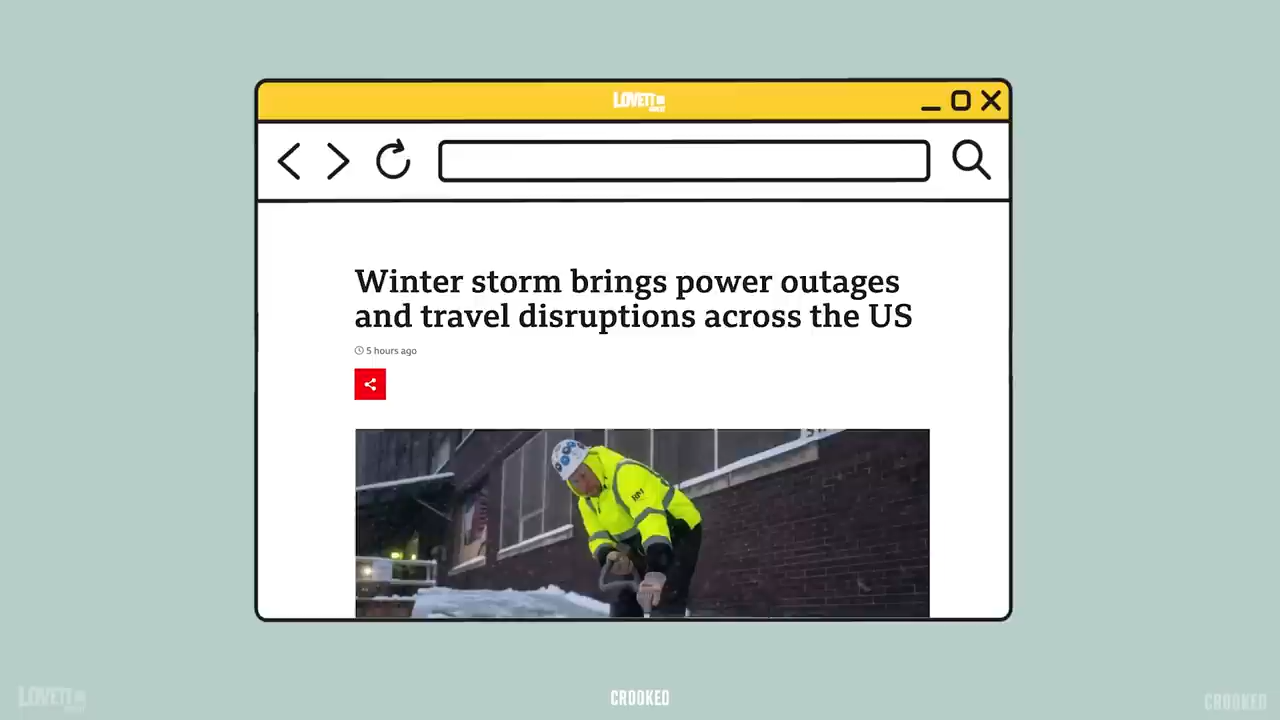 LOVETT
Winter storm brings power outages
and travel disruptions across the US
5 hours ago
LOVETT
CROOKED
CROOKED